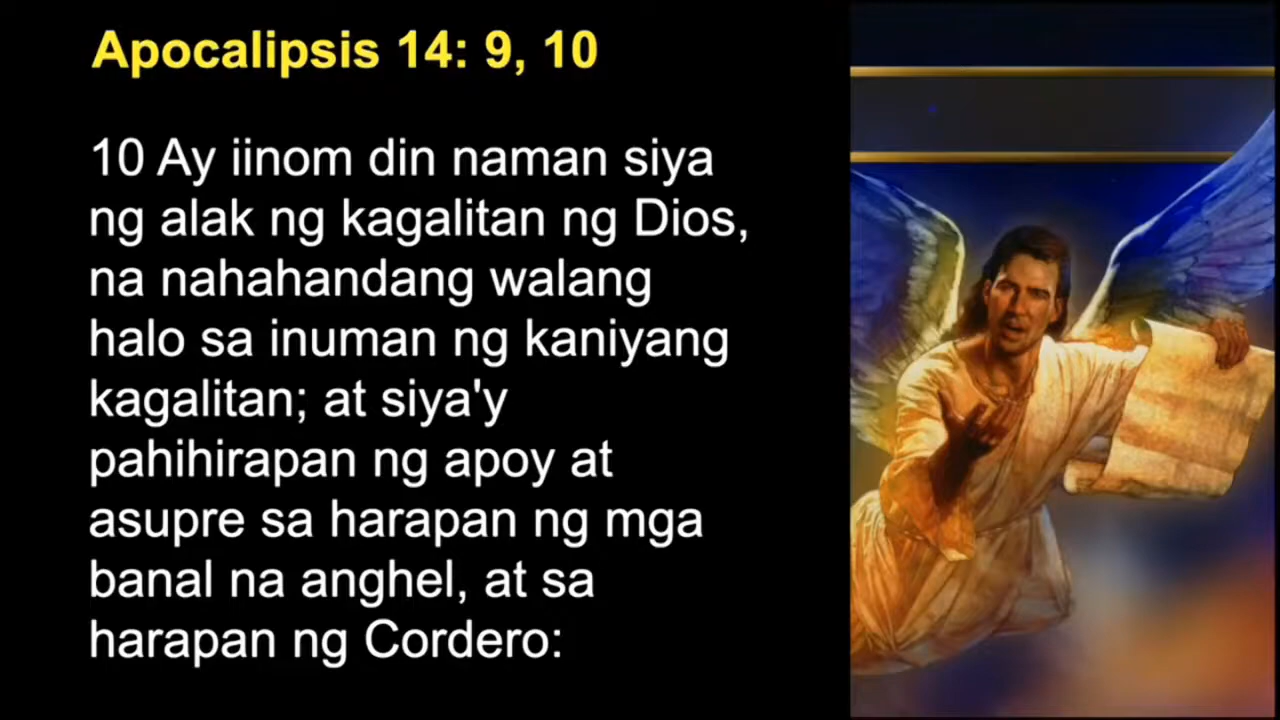 Apocalipsis 14: 9, 10
10 Ay iinom din naman siya
ng alak ng kagalitan ng Dios,
na nahahandang walang
halo sa inuman ng kaniyang
kagalitan; at siya'y
pahihirapan ng apoy at
asupre sa harapan ng mga
banal na anghel, at sa
harapan ng Cordero: